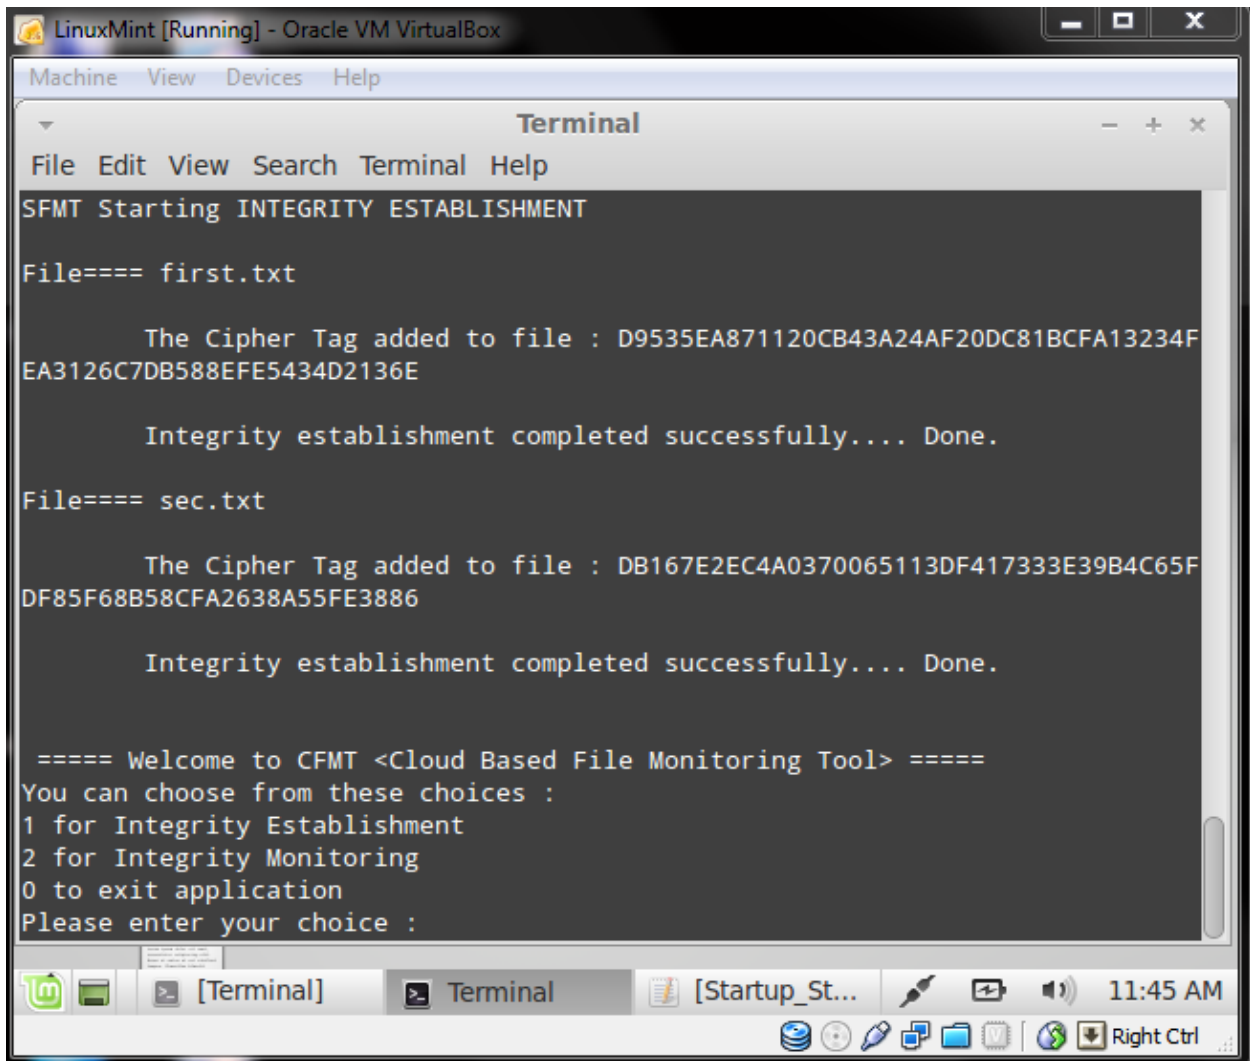 LinuxMint [Running] - Oracle VM VirtualBox
Machine View Devices Help
Terminal
File Edit View Search Terminal Help
SFMT Starting INTEGRITY ESTABLISHMENT
File==== first.txt
The Cipher Tag added to file : D9535EA871120CB43A24AF20DC81BCFA13234F
EA3126C7DB588EFE5434D2136E
Integrity establishment completed successfully.... Done.
File==== sec.txt
The Cipher Tag added to file : DB167E2EC4A0370065113DF417333E39B4C65F
DF85F68B58CFA2638A55FE3886
Integrity establishment completed successfully.... Done.
===== Welcome to CFMT <Cloud Based File Monitoring Tool> =====
You can choose from these choices :
1 for Integrity Establishment
2 for Integrity Monitoring
0 to exit application
Please enter your choice :
[Terminal] Terminal [Startup_St... 11:45 AM
Right Ctrl